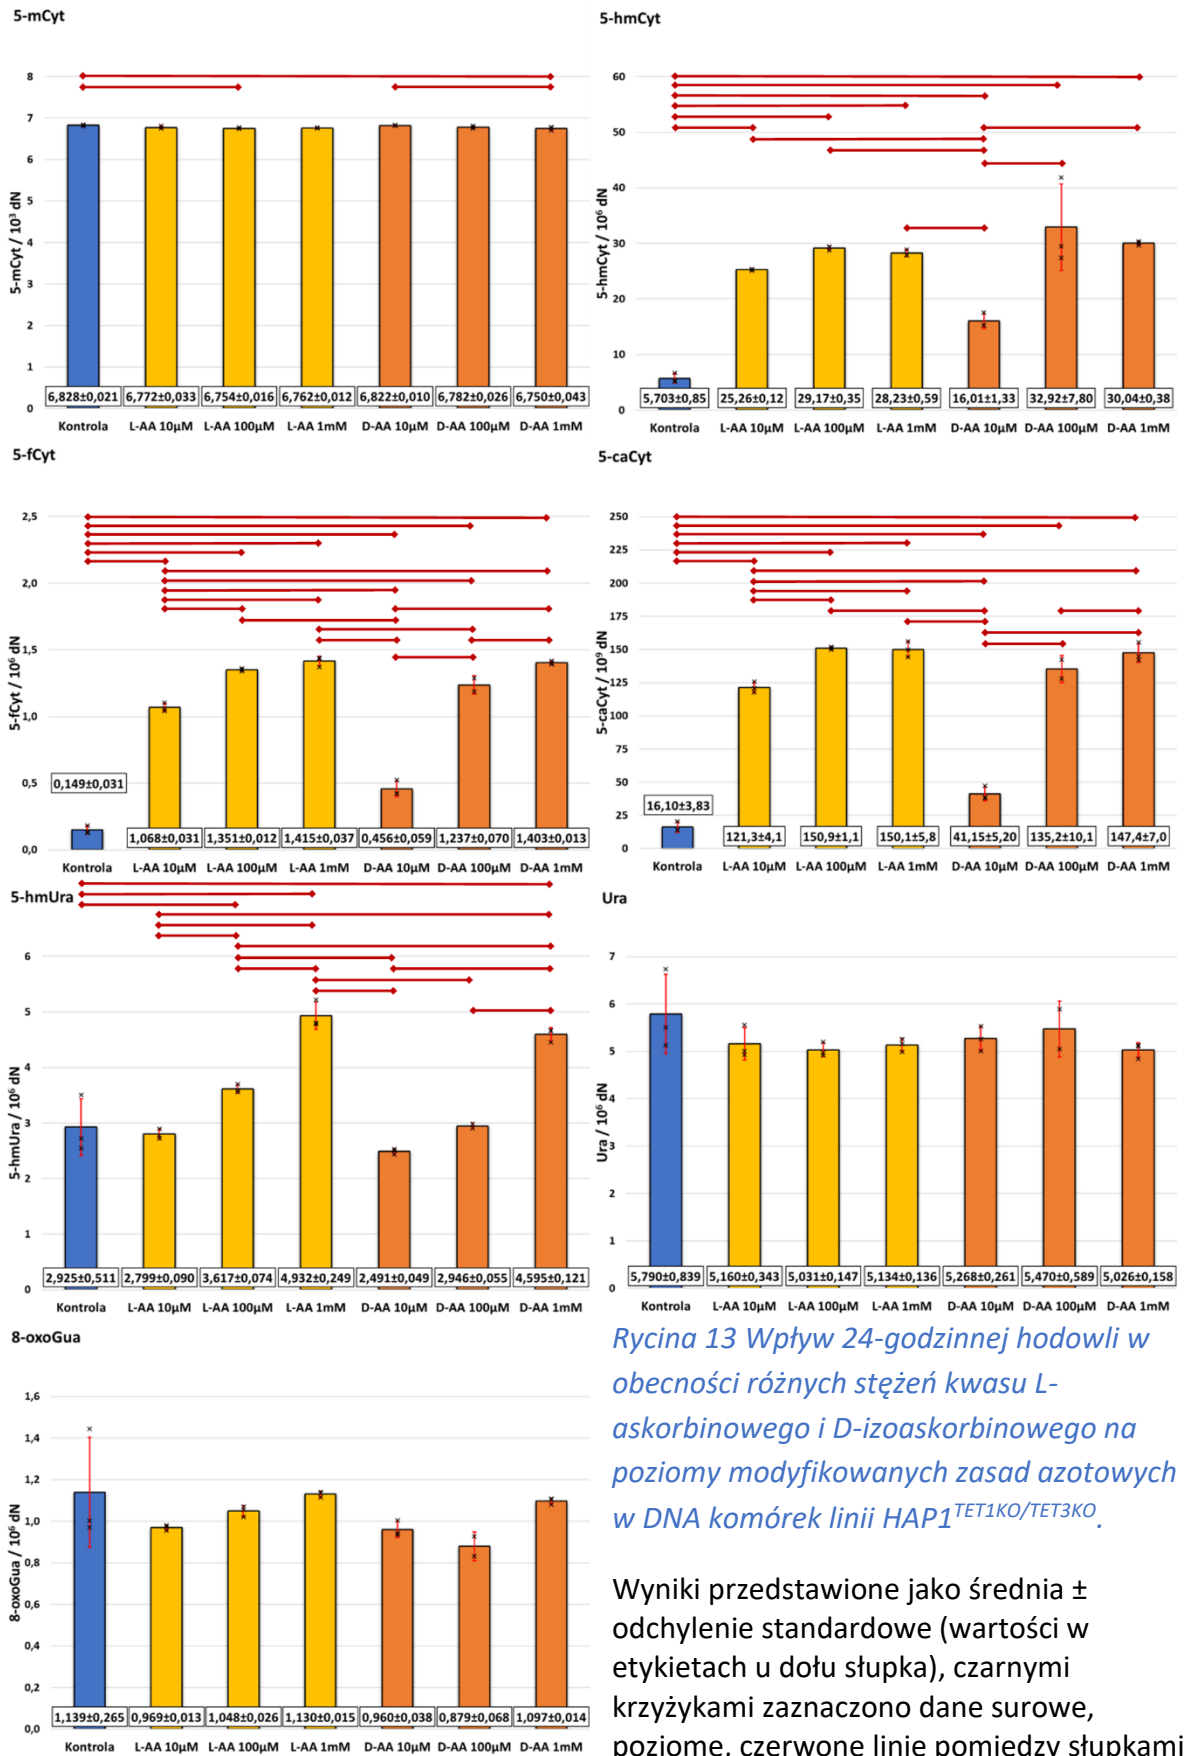 5-mCyt
5-mCyt / 10³ dN
8
7
6
5
4
3
2
1
0
6,828±0,021 6,772±0,033 6,754±0,016 6,762±0,012 6,822±0,010 6,782±0,026 6,750±0,043
Kontrola L-AA 10µM L-AA 100µM L-AA 1mM D-AA 10µM D-AA 100µM D-AA 1mM
5-hmCyt
5-hmCyt / 10⁶ dN
60
50
40
30
20
10
0
5,703±0,85 25,26±0,12 29,17±0,35 28,23±0,59 16,01±1,33 32,92±7,80 30,04±0,38
Kontrola L-AA 10µM L-AA 100µM L-AA 1mM D-AA 10µM D-AA 100µM D-AA 1mM
5-fCyt
5-fCyt / 10⁶ dN
2,5
2,0
1,5
1,0
0,5
0,0
0,149±0,031
1,068±0,031 1,351±0,012 1,415±0,037 0,456±0,059 1,237±0,070 1,403±0,013
Kontrola L-AA 10µM L-AA 100µM L-AA 1mM D-AA 10µM D-AA 100µM D-AA 1mM
5-caCyt
5-caCyt / 10⁹ dN
250
225
200
175
150
125
100
75
50
25
0
16,10±3,83
121,3±4,1 150,9±1,1 150,1±5,8 41,15±5,20 135,2±10,1 147,4±7,0
Kontrola L-AA 10µM L-AA 100µM L-AA 1mM D-AA 10µM D-AA 100µM D-AA 1mM
5-hmUra
5-hmUra / 10⁶ dN
6
5
4
3
2
1
0
2,925±0,511 2,799±0,090 3,617±0,074 4,932±0,249 2,491±0,049 2,946±0,055 4,595±0,121
Kontrola L-AA 10µM L-AA 100µM L-AA 1mM D-AA 10µM D-AA 100µM D-AA 1mM
Ura
Ura / 10⁶ dN
7
6
5
4
3
2
1
0
5,790±0,839 5,160±0,343 5,031±0,147 5,134±0,136 5,268±0,261 5,470±0,589 5,026±0,158
Kontrola L-AA 10µM L-AA 100µM L-AA 1mM D-AA 10µM D-AA 100µM D-AA 1mM
8-oxoGua
8-oxoGua / 10⁶ dN
1,6
1,4
1,2
1,0
0,8
0,6
0,4
0,2
0,0
1,139±0,265 0,969±0,013 1,048±0,026 1,130±0,015 0,960±0,038 0,879±0,068 1,097±0,014
Kontrola L-AA 10µM L-AA 100µM L-AA 1mM D-AA 10µM D-AA 100µM D-AA 1mM
Rycina 13 Wpływ 24-godzinnej hodowli w
obecności różnych stężeń kwasu L-
askorbinowego i D-izoaskorbinowego na
poziomy modyfikowanych zasad azotowych
w DNA komórek linii HAP1ᵀᴱᵀ¹ᴷᴼ/ᵀᴱᵀ³ᴷᴼ.
Wyniki przedstawione jako średnia ±
odchylenie standardowe (wartości w
etykietach u dołu słupka), czarnymi
krzyżykami zaznaczono dane surowe,
poziome, czerwone linie pomiędzy słupkami